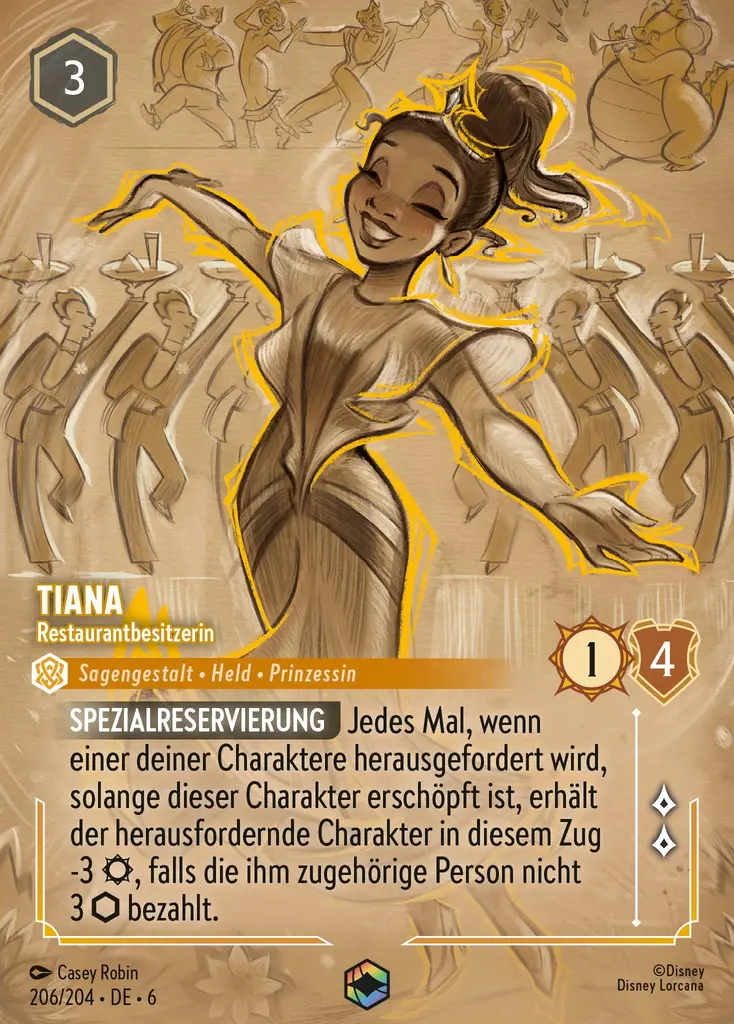 3
TIANA
Restaurantbesitzerin
Sagengestalt • Held • Prinzessin
1
4
SPEZIALRESERVIERUNG Jedes Mal, wenn
einer deiner Charaktere herausgefordert wird,
solange dieser Charakter erschöpft ist, erhält
der herausfordernde Charakter in diesem Zug
-3 , falls die ihm zugehörige Person nicht
3 bezahlt.
Casey Robin
206/204 • DE • 6
©Disney
Disney Lorcana